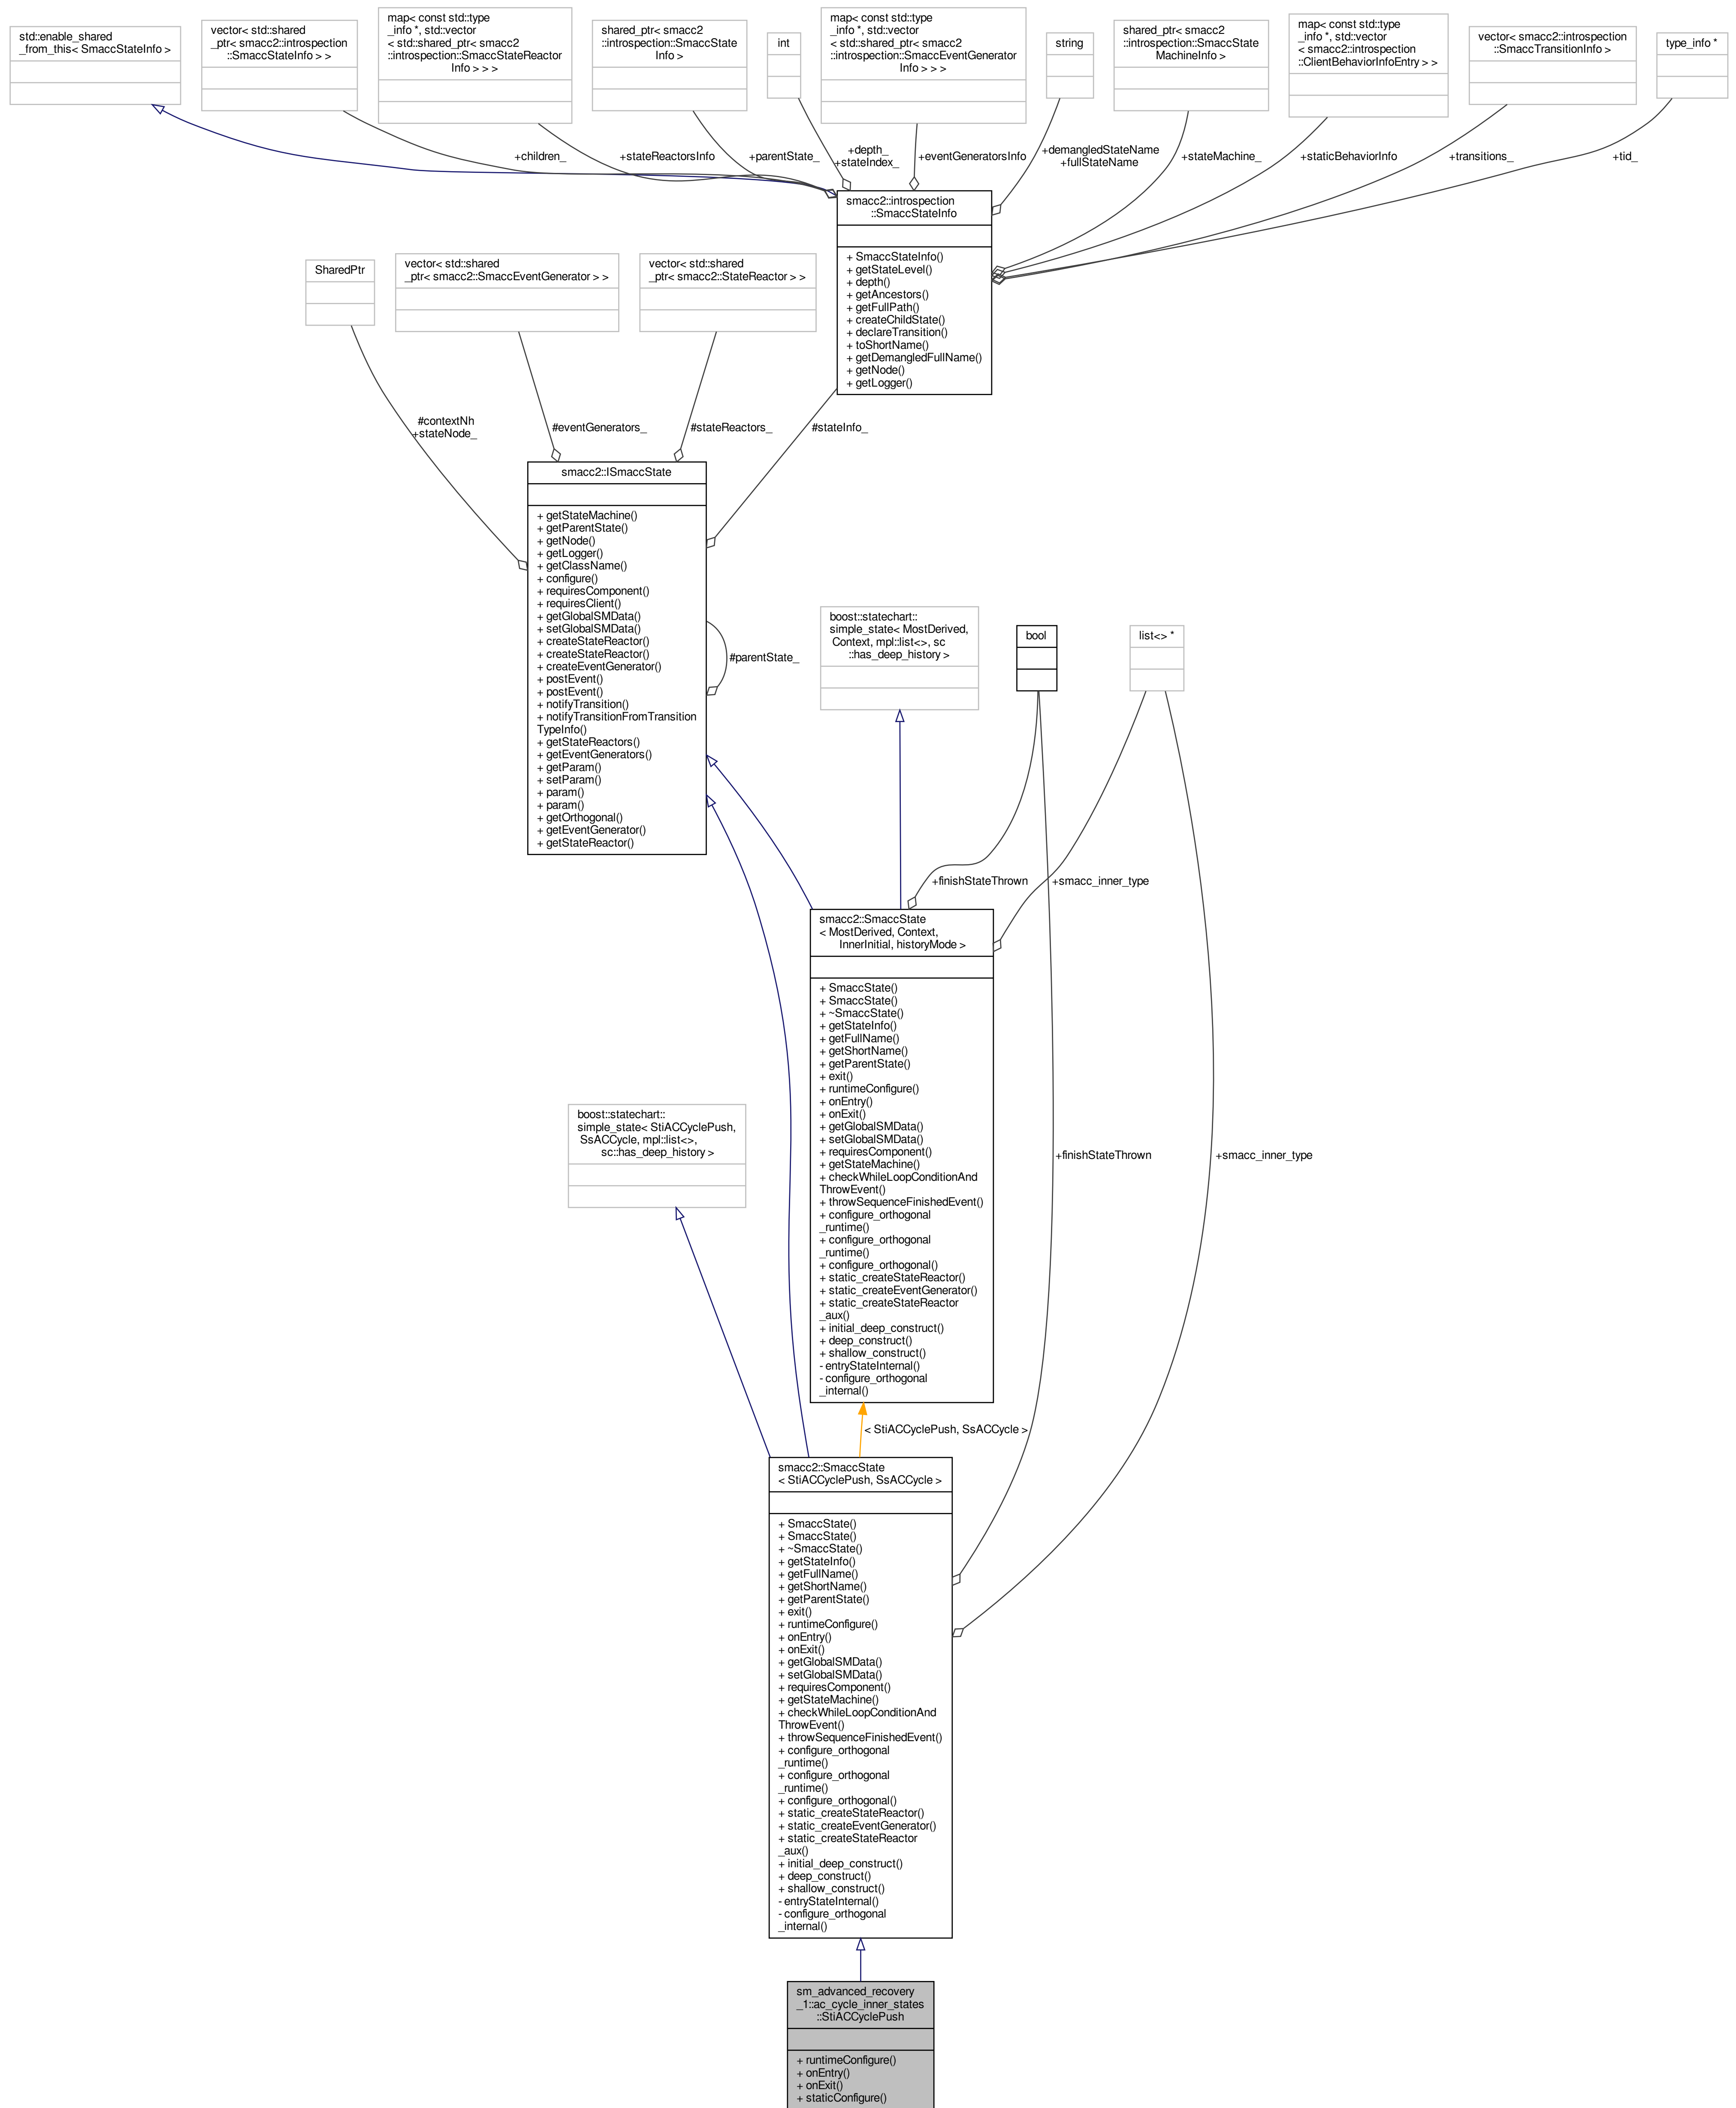 std::enable_shared
_from_this< SmaccStateInfo >
vector< std::shared
_ptr< smacc2::introspection
::SmaccStateInfo > >
map< const std::type
_info *, std::vector
< std::shared_ptr< smacc2
::introspection::SmaccStateReactor
Info > > >
shared_ptr< smacc2
::introspection::SmaccState
Info >
int
map< const std::type
_info *, std::vector
< std::shared_ptr< smacc2
::introspection::SmaccEventGenerator
Info > > >
string
shared_ptr< smacc2
::introspection::SmaccState
MachineInfo >
map< const std::type
_info *, std::vector
< smacc2::introspection
::ClientBehaviorInfoEntry > >
vector< smacc2::introspection
::SmaccTransitionInfo >
type_info *
+children_
+stateReactorsInfo
+parentState_
+depth_
+stateIndex_
+eventGeneratorsInfo
+demangledStateName
+fullStateName
+stateMachine_
+staticBehaviorInfo
+transitions_
+tid_
smacc2::introspection
::SmaccStateInfo
+ SmaccStateInfo()
+ getStateLevel()
+ depth()
+ getAncestors()
+ getFullPath()
+ createChildState()
+ declareTransition()
+ toShortName()
+ getDemangledFullName()
+ getNode()
+ getLogger()
SharedPtr
vector< std::shared
_ptr< smacc2::SmaccEventGenerator > >
vector< std::shared
_ptr< smacc2::StateReactor > >
#contextNh
+stateNode_
#eventGenerators_
#stateReactors_
#stateInfo_
smacc2::ISmaccState
+ getStateMachine()
+ getParentState()
+ getNode()
+ getLogger()
+ getClassName()
+ configure()
+ requiresComponent()
+ requiresClient()
+ getGlobalSMData()
+ setGlobalSMData()
+ createStateReactor()
+ createStateReactor()
+ createEventGenerator()
+ postEvent()
+ postEvent()
+ notifyTransition()
+ notifyTransitionFromTransition
TypeInfo()
+ getStateReactors()
+ getEventGenerators()
+ getParam()
+ setParam()
+ param()
+ param()
+ getOrthogonal()
+ getEventGenerator()
+ getStateReactor()
#parentState_
boost::statechart::
simple_state< MostDerived,
Context, mpl::list<>, sc
::has_deep_history >
bool
list<> *
+finishStateThrown
+smacc_inner_type
smacc2::SmaccState
< MostDerived, Context,
InnerInitial, historyMode >
+ SmaccState()
+ SmaccState()
+ ~SmaccState()
+ getStateInfo()
+ getFullName()
+ getShortName()
+ getParentState()
+ exit()
+ runtimeConfigure()
+ onEntry()
+ onExit()
+ getGlobalSMData()
+ setGlobalSMData()
+ requiresComponent()
+ getStateMachine()
+ checkWhileLoopConditionAnd
ThrowEvent()
+ throwSequenceFinishedEvent()
+ configure_orthogonal
_runtime()
+ configure_orthogonal
_runtime()
+ configure_orthogonal()
+ static_createStateReactor()
+ static_createEventGenerator()
+ static_createStateReactor
_aux()
+ initial_deep_construct()
+ deep_construct()
+ shallow_construct()
- entryStateInternal()
- configure_orthogonal
_internal()
boost::statechart::
simple_state< StiACCyclePush,
SsACCycle, mpl::list<>,
sc::has_deep_history >
+finishStateThrown
+smacc_inner_type
< StiACCyclePush, SsACCycle >
smacc2::SmaccState
< StiACCyclePush, SsACCycle >
+ SmaccState()
+ SmaccState()
+ ~SmaccState()
+ getStateInfo()
+ getFullName()
+ getShortName()
+ getParentState()
+ exit()
+ runtimeConfigure()
+ onEntry()
+ onExit()
+ getGlobalSMData()
+ setGlobalSMData()
+ requiresComponent()
+ getStateMachine()
+ checkWhileLoopConditionAnd
ThrowEvent()
+ throwSequenceFinishedEvent()
+ configure_orthogonal
_runtime()
+ configure_orthogonal
_runtime()
+ configure_orthogonal()
+ static_createStateReactor()
+ static_createEventGenerator()
+ static_createStateReactor
_aux()
+ initial_deep_construct()
+ deep_construct()
+ shallow_construct()
- entryStateInternal()
- configure_orthogonal
_internal()
sm_advanced_recovery
_1::ac_cycle_inner_states
::StiACCyclePush
+ runtimeConfigure()
+ onEntry()
+ onExit()
+ staticConfigure()